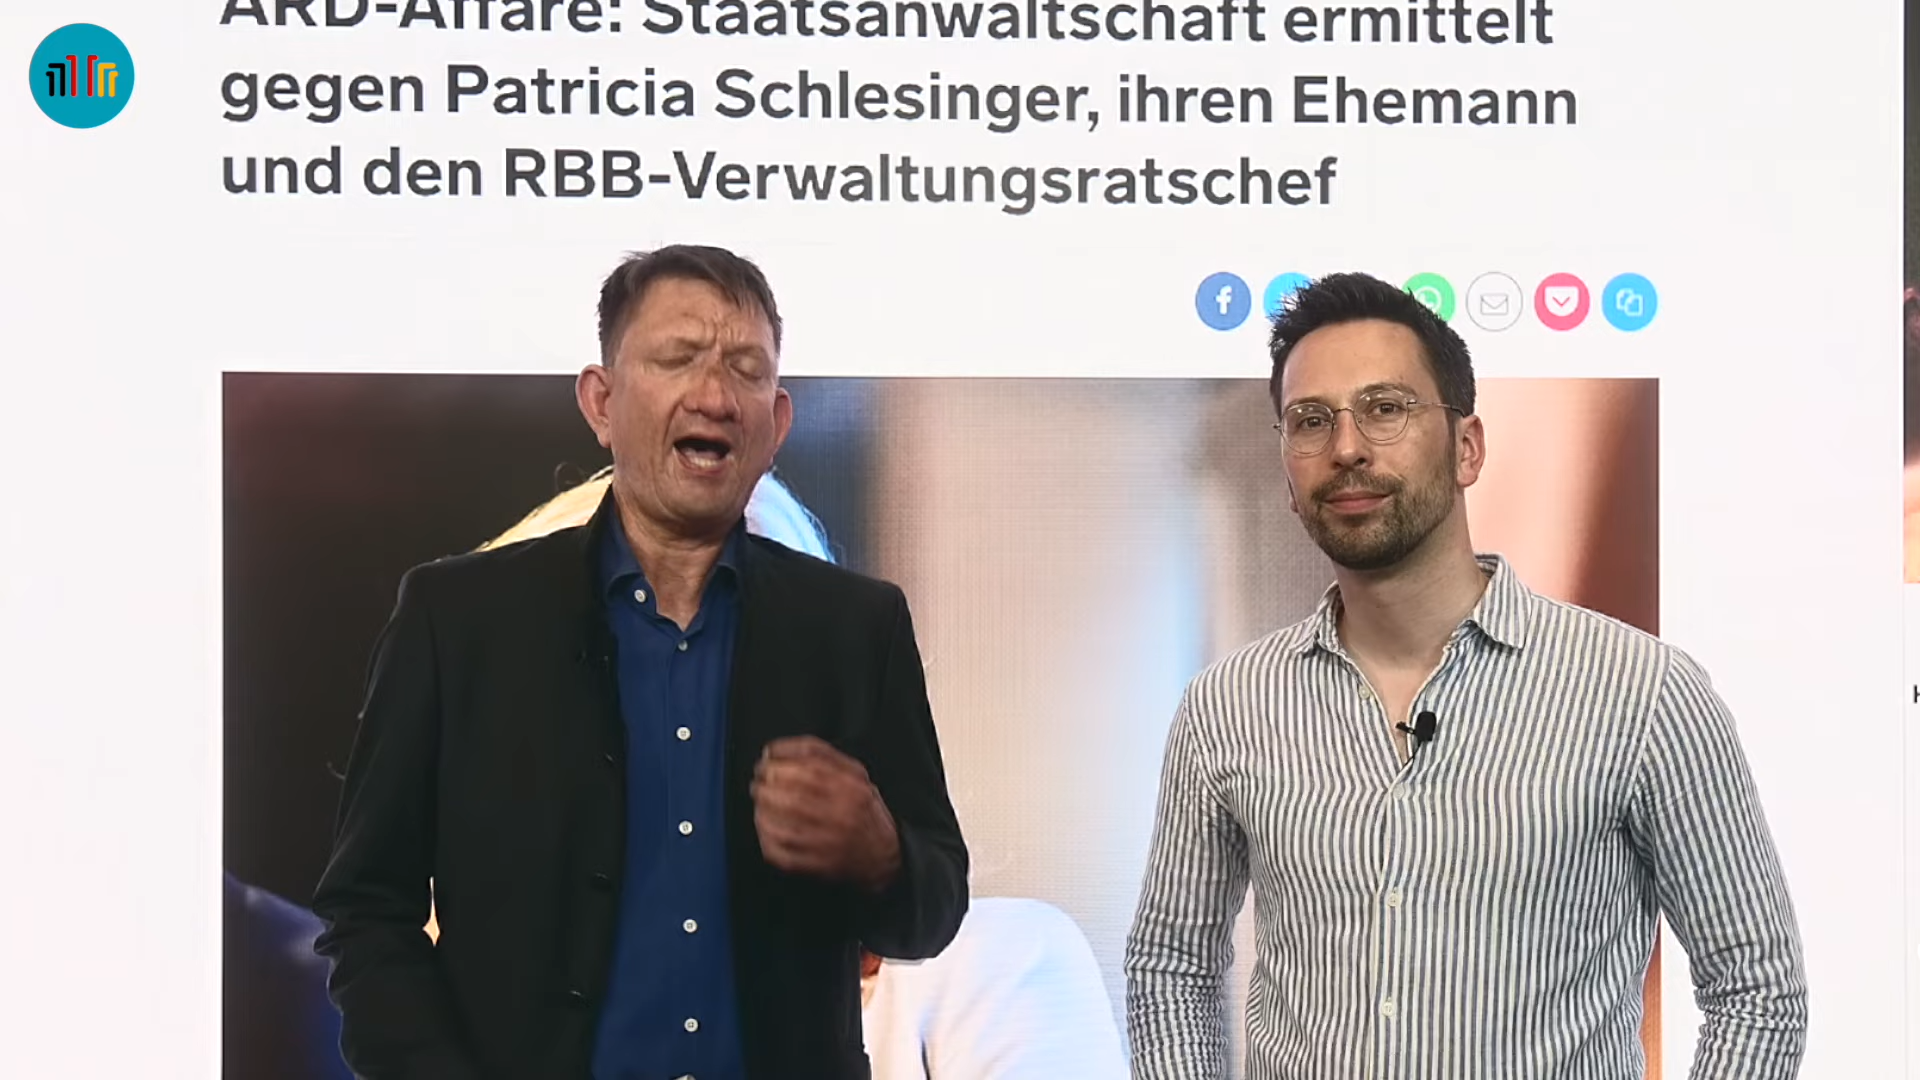 ARD-Affäre: Staatsanwaltschaft ermittelt
gegen Patricia Schlesinger, ihren Ehemann
und den RBB-Verwaltungsratschef